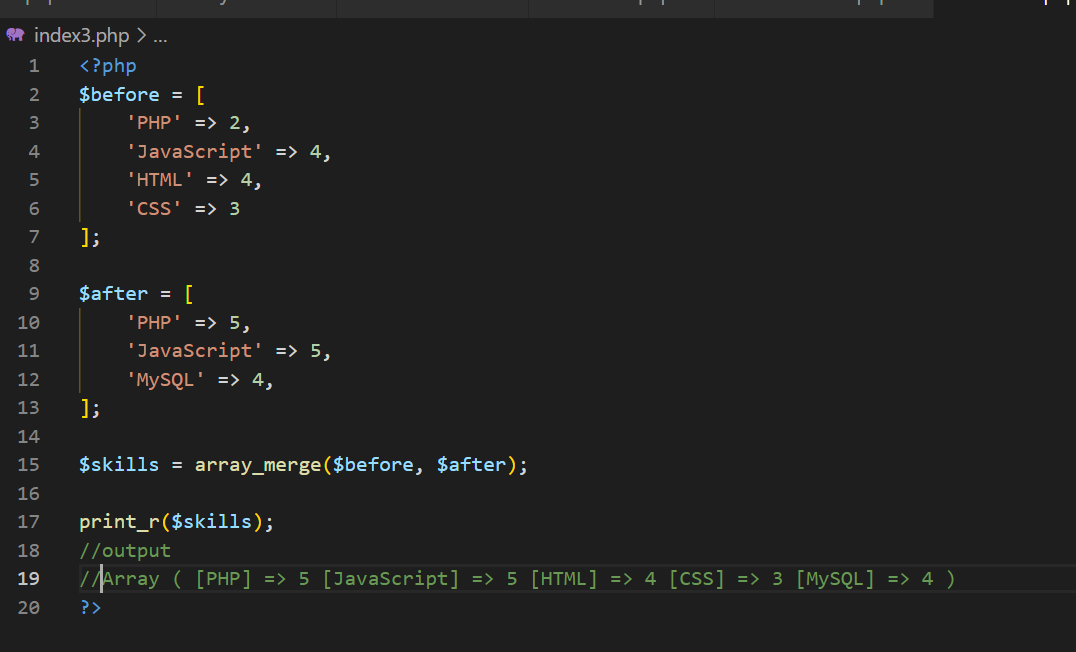 index3.php > ...
1 <?php
2 $before = [
3     'PHP' => 2,
4     'JavaScript' => 4,
5     'HTML' => 4,
6     'CSS' => 3
7 ];
8
9 $after = [
10     'PHP' => 5,
11     'JavaScript' => 5,
12     'MySQL' => 4,
13 ];
14
15 $skills = array_merge($before, $after);
16
17 print_r($skills);
18 //output
19 //Array ( [PHP] => 5 [JavaScript] => 5 [HTML] => 4 [CSS] => 3 [MySQL] => 4 )
20 ?>